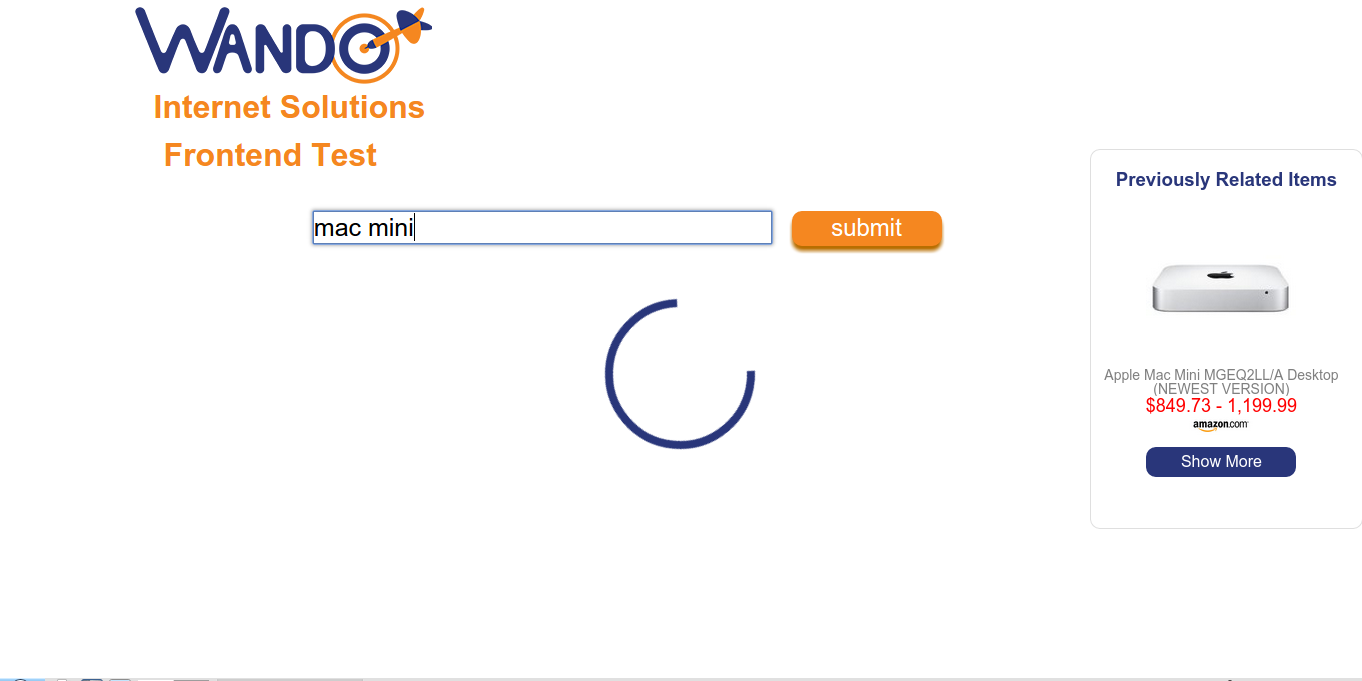 WANDO
Internet Solutions
Frontend Test
Previously Related Items
mac mini
submit
Apple Mac Mini MGEQ2LL/A Desktop
(NEWEST VERSION)
$849.73 - 1,199.99
amazon.com
Show More